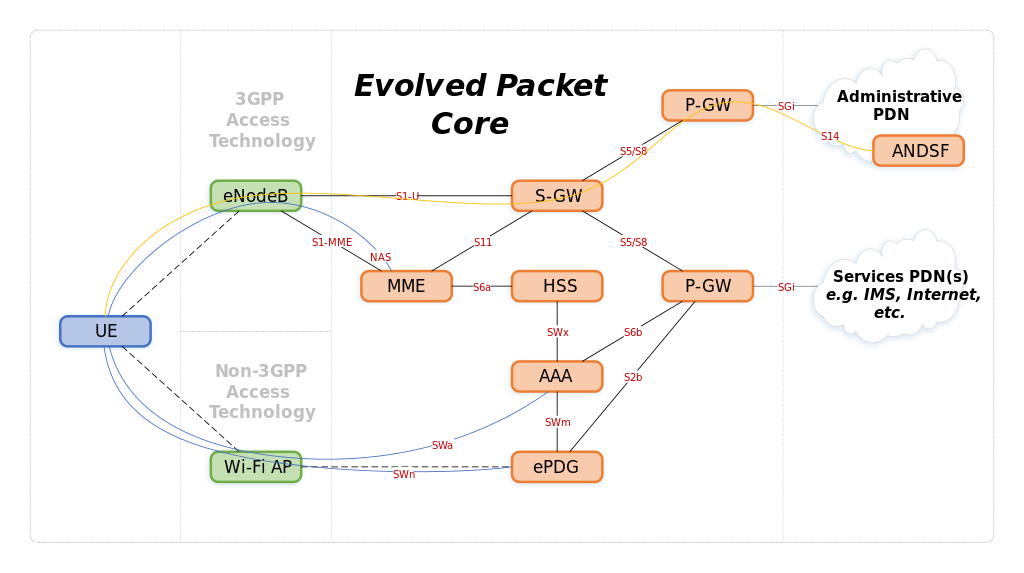 Evolved Packet
Core
3GPP
Access
Technology
P-GW
SGi
Administrative
PDN
S14
ANDSF
S5/S8
eNodeB
S1-U
S-GW
S1-MME
NAS
S11
S5/S8
MME
S6a
HSS
P-GW
SGi
Services PDN(s)
e.g. IMS, Internet,
etc.
UE
SWx
S6b
Non-3GPP
Access
Technology
AAA
S2b
SWm
SWa
Wi-Fi AP
SWn
ePDG